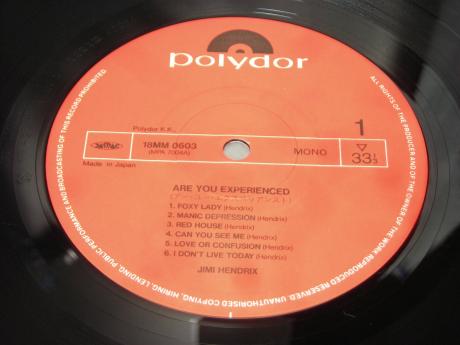 polydor
Polydor K.K.,
18MM 0603
(MPA 7004A)
Made in Japan
MONO
1
33⅓
ARE YOU EXPERIENCED
1. FOXY LADY (Hendrix)
2. MANIC DEPRESSION (Hendrix)
3. RED HOUSE (Hendrix)
4. CAN YOU SEE ME (Hendrix)
5. LOVE OR CONFUSION (Hendrix)
6. I DON'T LIVE TODAY (Hendrix)
JIMI HENDRIX
ALL RIGHTS OF THE PRODUCER AND OF THE OWNER OF THE WORK REPRODUCED RESERVED. UNAUTHORISED COPYING, HIRING, LENDING, PUBLIC PERFORMANCE AND BROADCASTING OF THIS RECORD PROHIBITED